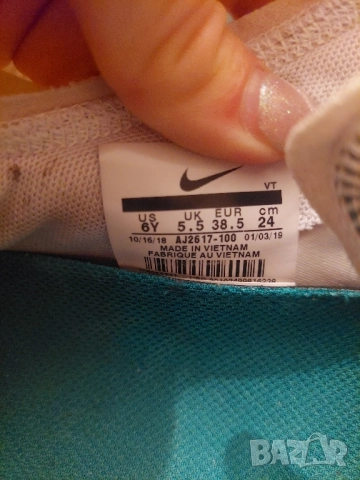 VT
US UK EUR cm
6Y 5.5 38.5 24
10/16/18 AJ2617-100 01/03/19
MADE IN VIETNAM
FABRIQUE AU VIETNAM
BAZAR